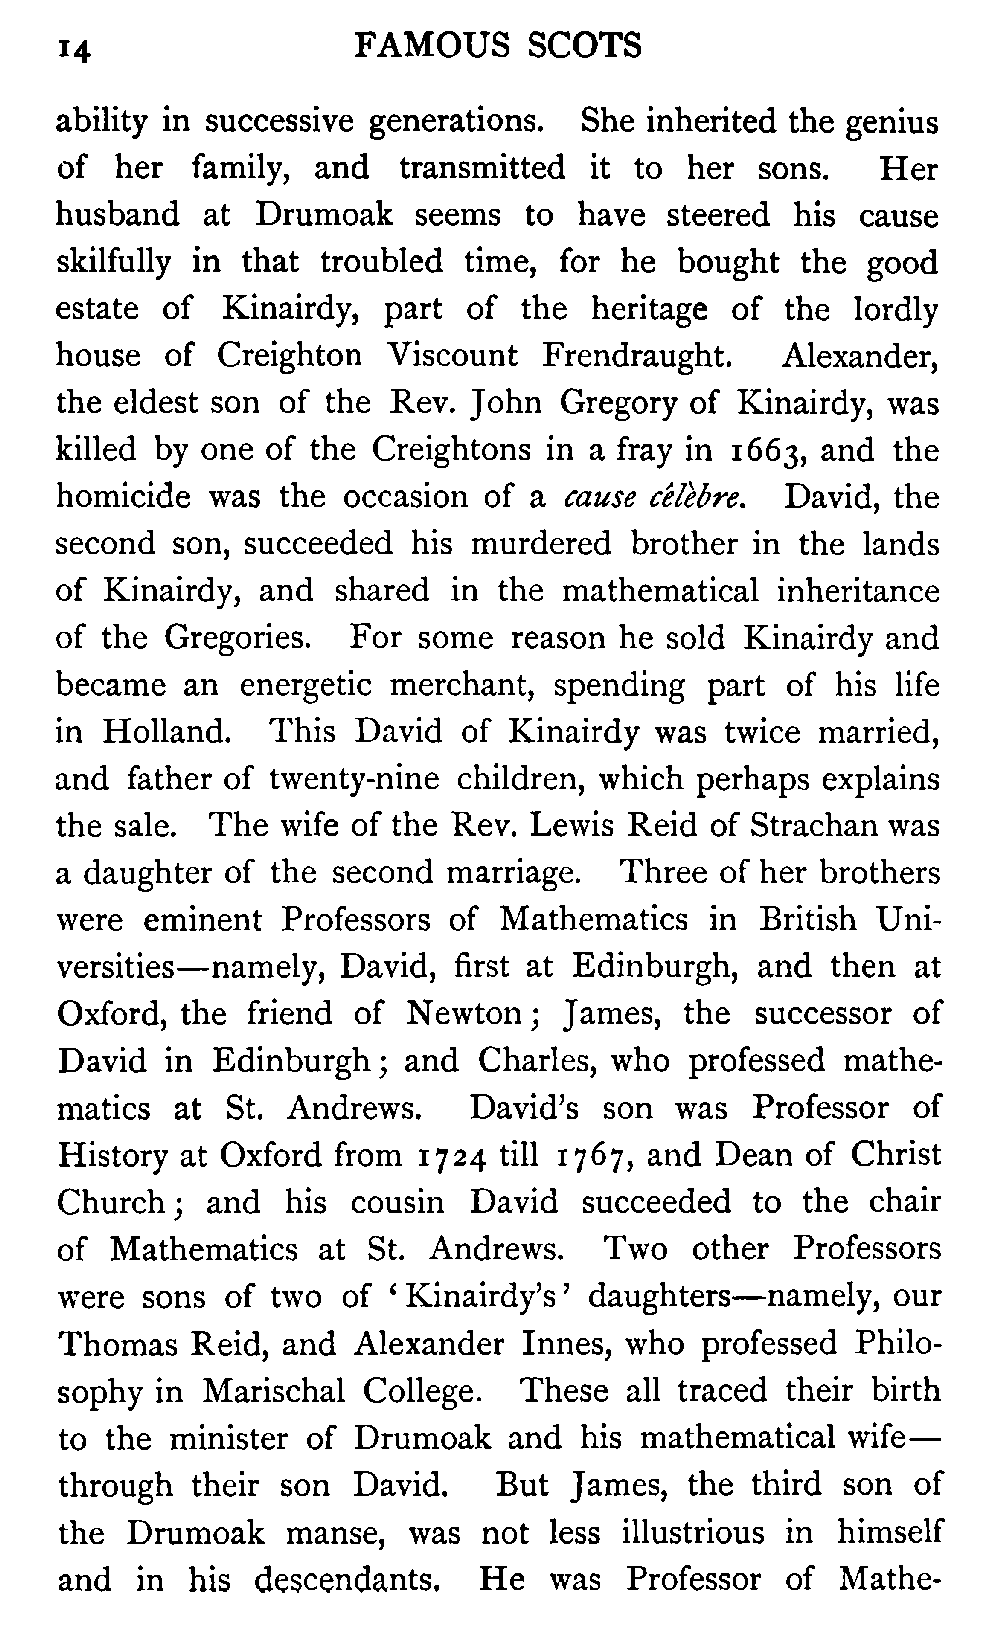 14 FAMOUS SCOTS
ability in successive generations. She inherited the genius
of her family, and transmitted it to her sons. Her
husband at Drumoak seems to have steered his cause
skilfully in that troubled time, for he bought the good
estate of Kinairdy, part of the heritage of the lordly
house of Creighton Viscount Frendraught. Alexander,
the eldest son of the Rev. John Gregory of Kinairdy, was
killed by one of the Creightons in a fray in 1663, and the
homicide was the occasion of a cause célèbre. David, the
second son, succeeded his murdered brother in the lands
of Kinairdy, and shared in the mathematical inheritance
of the Gregories. For some reason he sold Kinairdy and
became an energetic merchant, spending part of his life
in Holland. This David of Kinairdy was twice married,
and father of twenty-nine children, which perhaps explains
the sale. The wife of the Rev. Lewis Reid of Strachan was
a daughter of the second marriage. Three of her brothers
were eminent Professors of Mathematics in British Uni-
versities—namely, David, first at Edinburgh, and then at
Oxford, the friend of Newton; James, the successor of
David in Edinburgh; and Charles, who professed mathe-
matics at St. Andrews. David's son was Professor of
History at Oxford from 1724 till 1767, and Dean of Christ
Church; and his cousin David succeeded to the chair
of Mathematics at St. Andrews. Two other Professors
were sons of two of ‘Kinairdy's’ daughters—namely, our
Thomas Reid, and Alexander Innes, who professed Philo-
sophy in Marischal College. These all traced their birth
to the minister of Drumoak and his mathematical wife—
through their son David. But James, the third son of
the Drumoak manse, was not less illustrious in himself
and in his descendants. He was Professor of Mathe-